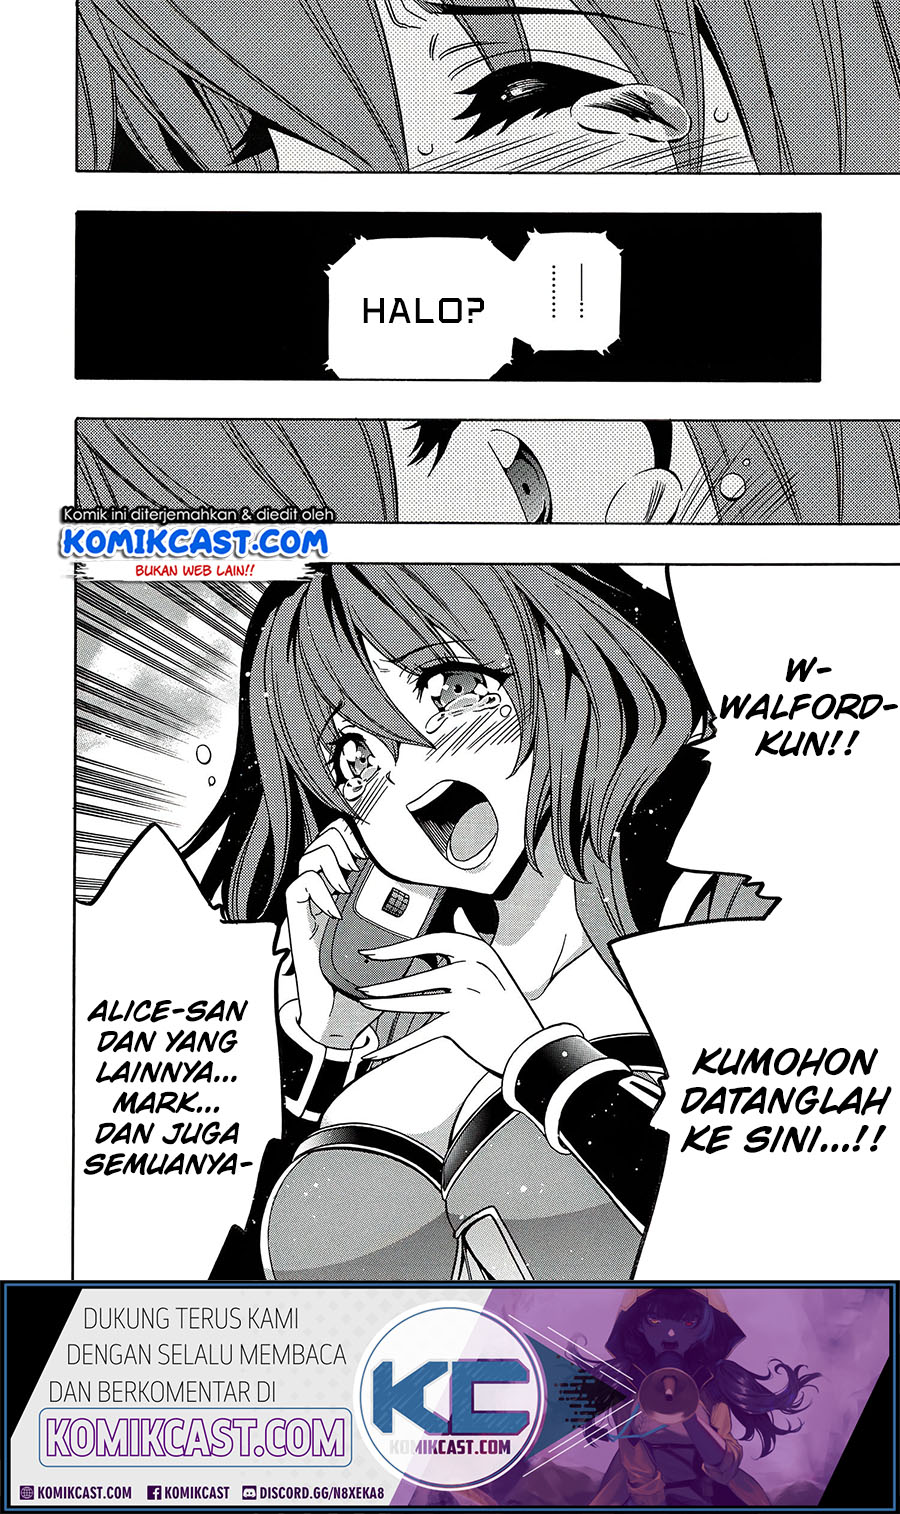 HALO?
Komik ini diterjemahkan & diedit oleh
KOMIKCAST.COM
BUKAN WEB LAIN!!
W-
WALFORD-
KUN!!
KUMOHON
DATANGLAH
KE SINI...!!
ALICE-SAN
DAN YANG
LAINNYA...
MARK...
DAN JUGA
SEMUANYA-
DUKUNG TERUS KAMI
DENGAN SELALU MEMBACA
DAN BERKOMENTAR DI
KOMIKCAST.COM
KC
KOMIKCAST.COM
KOMIKCAST.COM KOMIKCAST DISCORD.GG/N8XEKA8